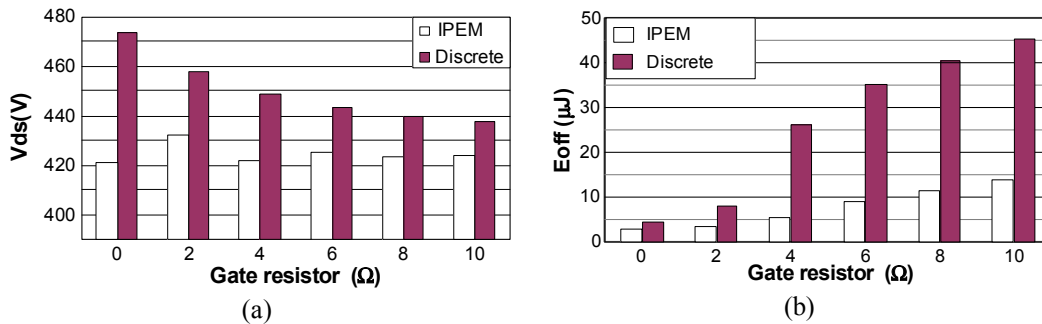 480
460
440
420
400
Vds(V)
IPEM
Discrete
0 2 4 6 8 10
Gate resistor (Ω)
(a)
50
40
30
20
10
0
Eoff (μJ)
IPEM
Discrete
0 2 4 6 8 10
Gate resistor (Ω)
(b)